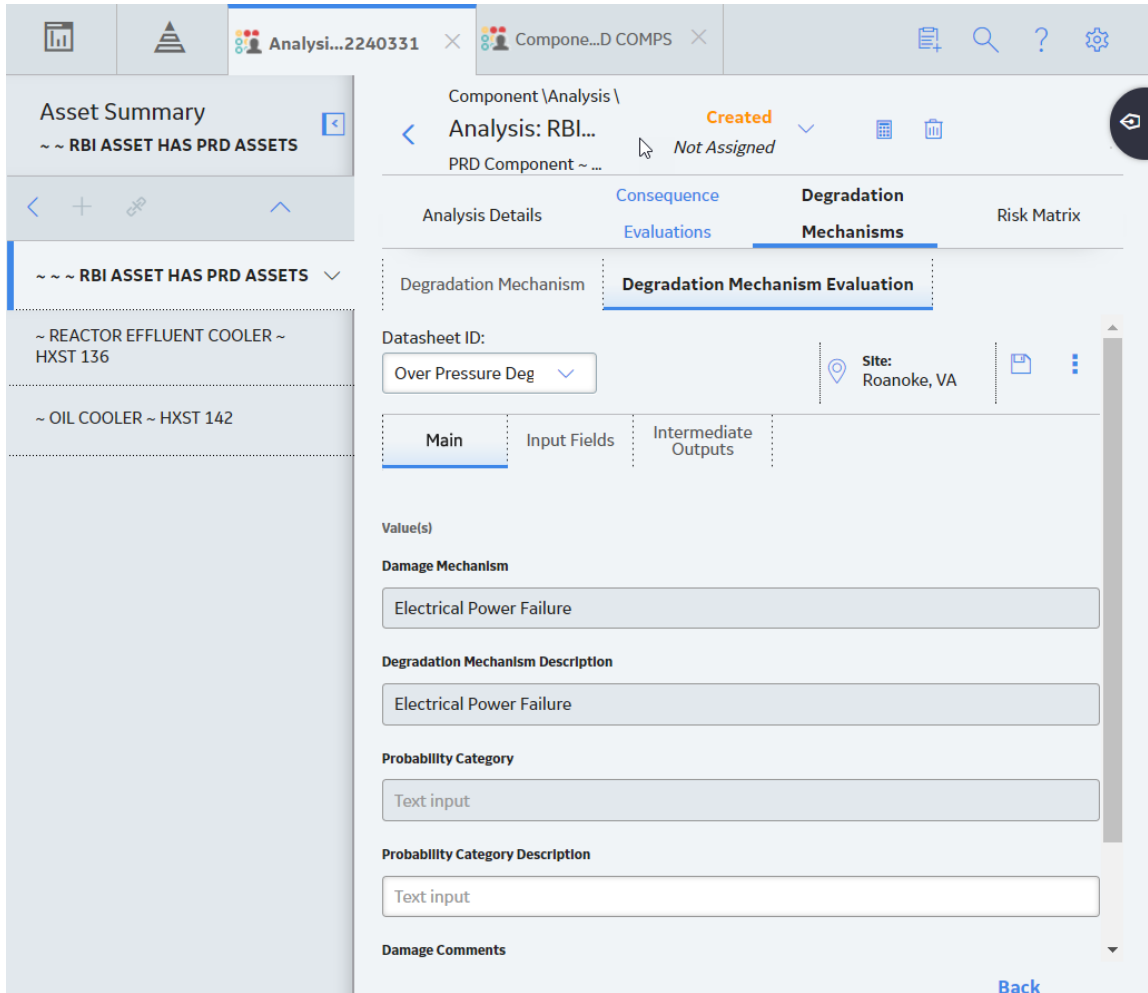 Analysi...2240331
Compone...D COMPS
?
Asset Summary
~ ~ RBI ASSET HAS PRD ASSETS
~ ~ ~ RBI ASSET HAS PRD ASSETS
~ REACTOR EFFLUENT COOLER ~
HXST 136
~ OIL COOLER ~ HXST 142
Component \Analysis \
Analysis: RBI...
PRD Component ~ ...
Created
Not Assigned
Analysis Details
Consequence
Evaluations
Degradation
Mechanisms
Risk Matrix
Degradation Mechanism
Degradation Mechanism Evaluation
Datasheet ID:
Over Pressure Deg
Site:
Roanoke, VA
Main
Input Fields
Intermediate
Outputs
Value(s)
Damage Mechanism
Electrical Power Failure
Degradation Mechanism Description
Electrical Power Failure
Probability Category
Text input
Probability Category Description
Text input
Damage Comments
Back